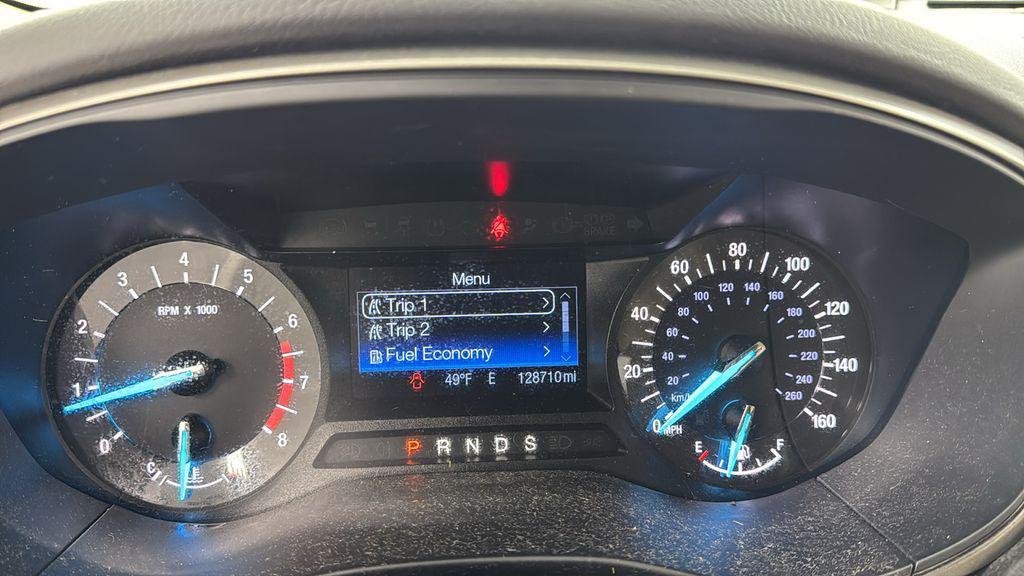 BRAKE
Menu
Trip 1
Trip 2
Fuel Economy
49°F E 128710mi
P R N D S
RPM X 1000
0 1 2 3 4 5 6 7 8
C
0 20 40 60 80 100 120 140 160
MPH
20 40 60 80 100 120 140 160 180 200 220 240 260
km/
E F